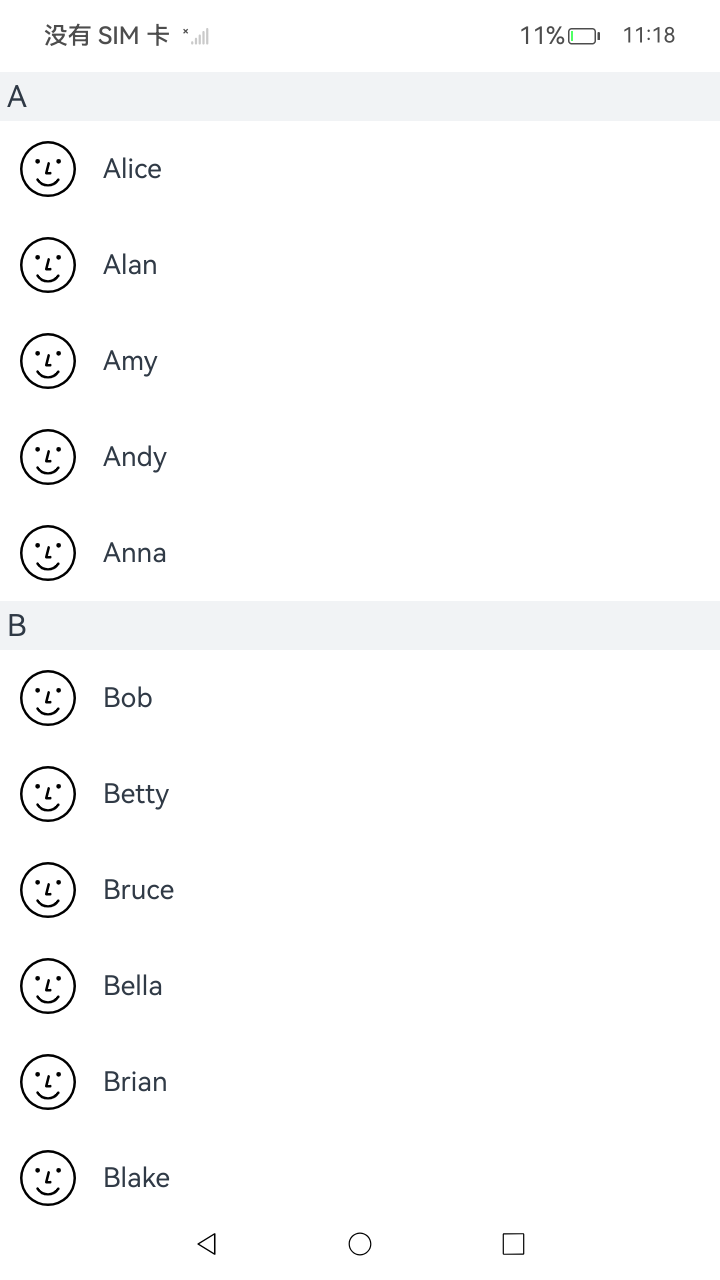 没有 SIM 卡 11% 11:18
A
Alice
Alan
Amy
Andy
Anna
B
Bob
Betty
Bruce
Bella
Brian
Blake